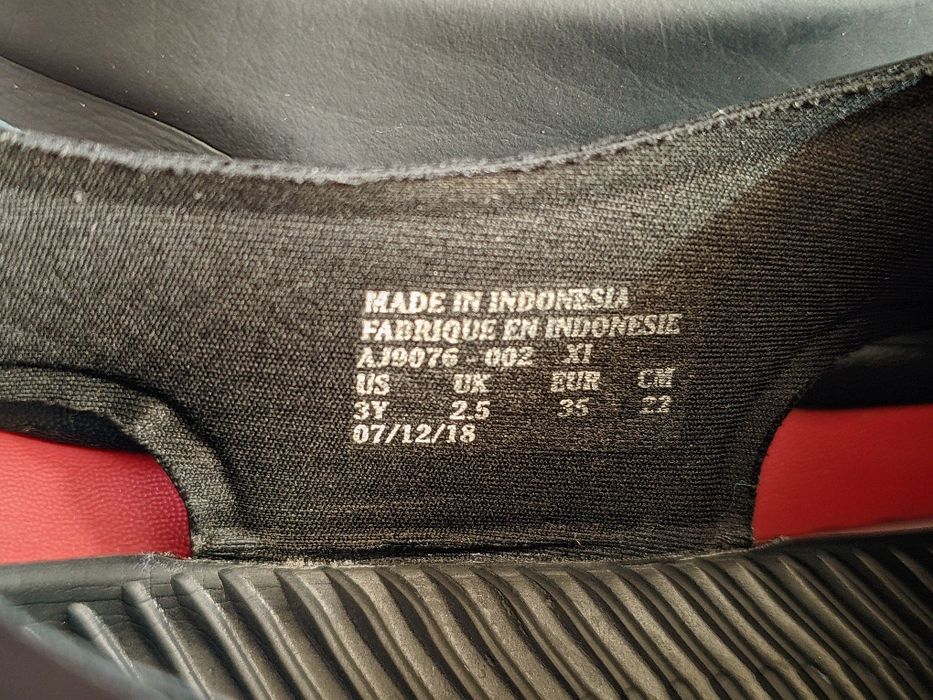 MADE IN INDONESIA
FABRIQUE EN INDONESIE
AJ9076 - 002 XI
US UK EUR CM
3Y 2.5 35 22
07/12/18